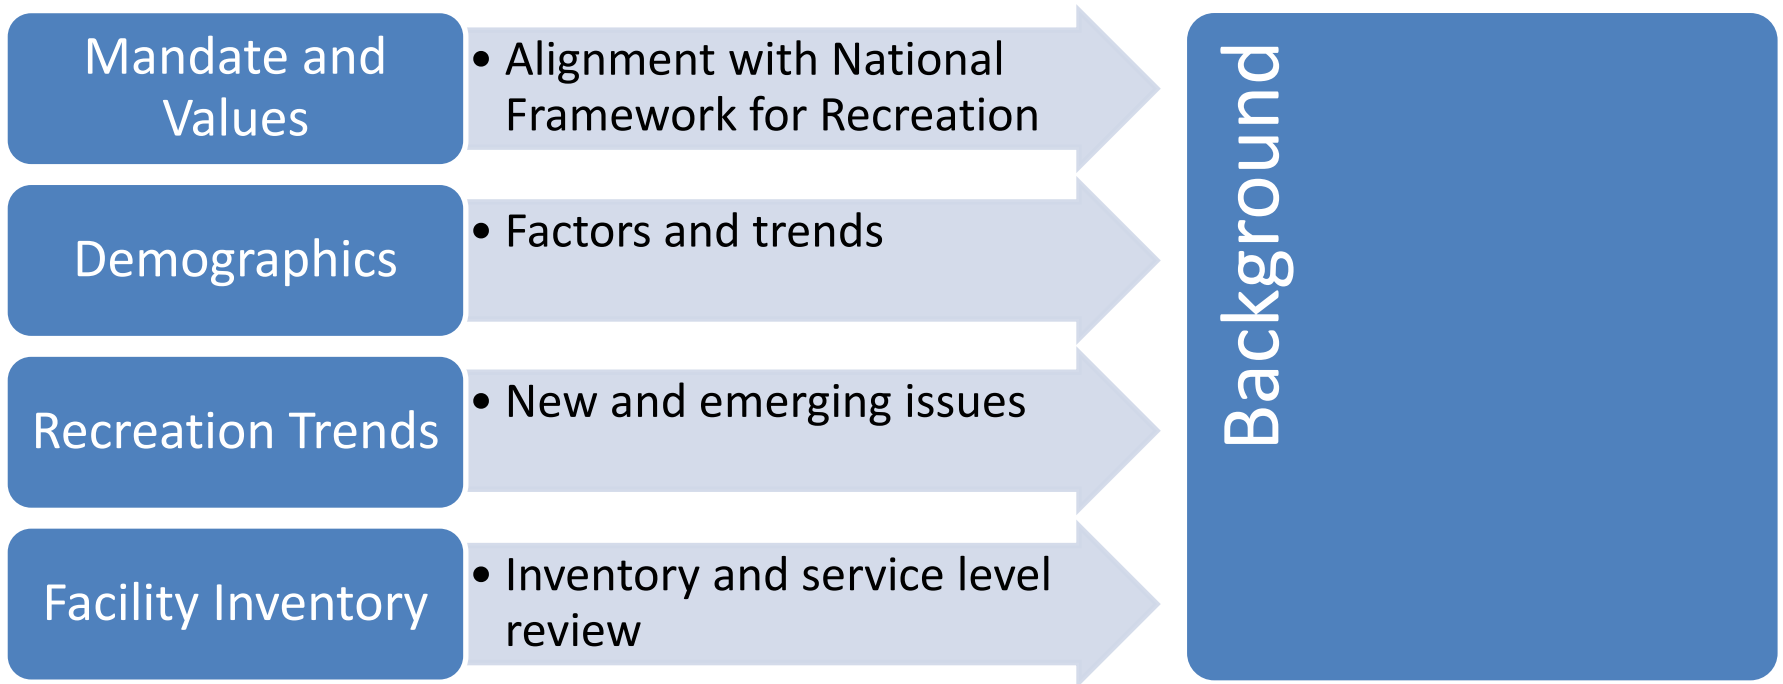 Mandate and
Values
• Alignment with National
Framework for Recreation
Demographics
• Factors and trends
Recreation Trends
• New and emerging issues
Facility Inventory
• Inventory and service level
review
Background